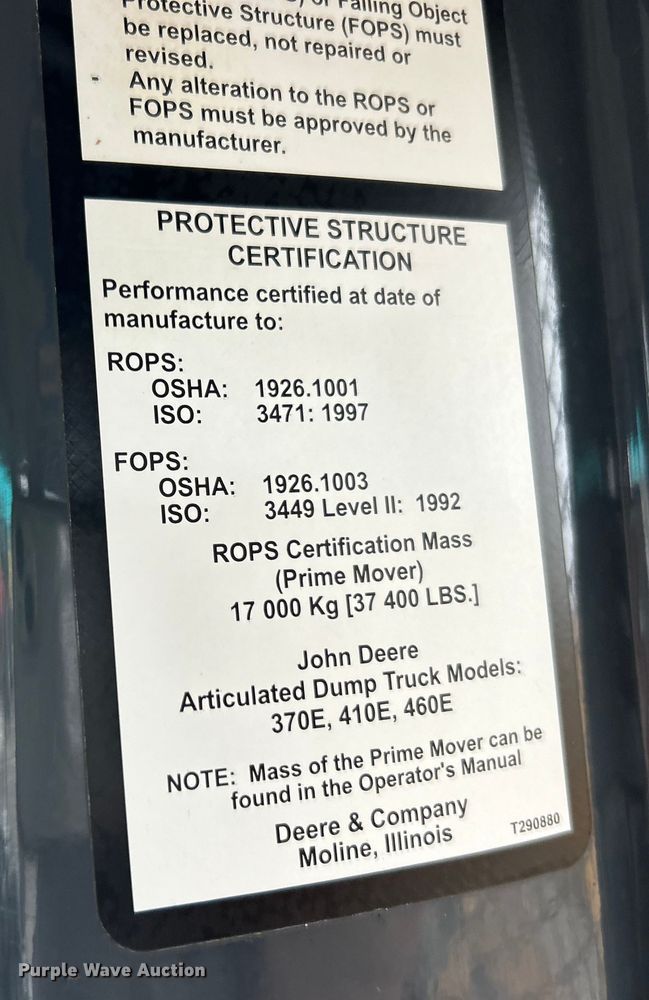 or Falling Object
Protective Structure (FOPS) must
be replaced, not repaired or
revised.
- Any alteration to the ROPS or
FOPS must be approved by the
manufacturer.
PROTECTIVE STRUCTURE
CERTIFICATION
Performance certified at date of
manufacture to:
ROPS:
OSHA: 1926.1001
ISO: 3471: 1997
FOPS:
OSHA: 1926.1003
ISO: 3449 Level II: 1992
ROPS Certification Mass
(Prime Mover)
17 000 Kg [37 400 LBS.]
John Deere
Articulated Dump Truck Models:
370E, 410E, 460E
NOTE: Mass of the Prime Mover can be
found in the Operator's Manual
Deere & Company
Moline, Illinois
T290880
Purple Wave Auction